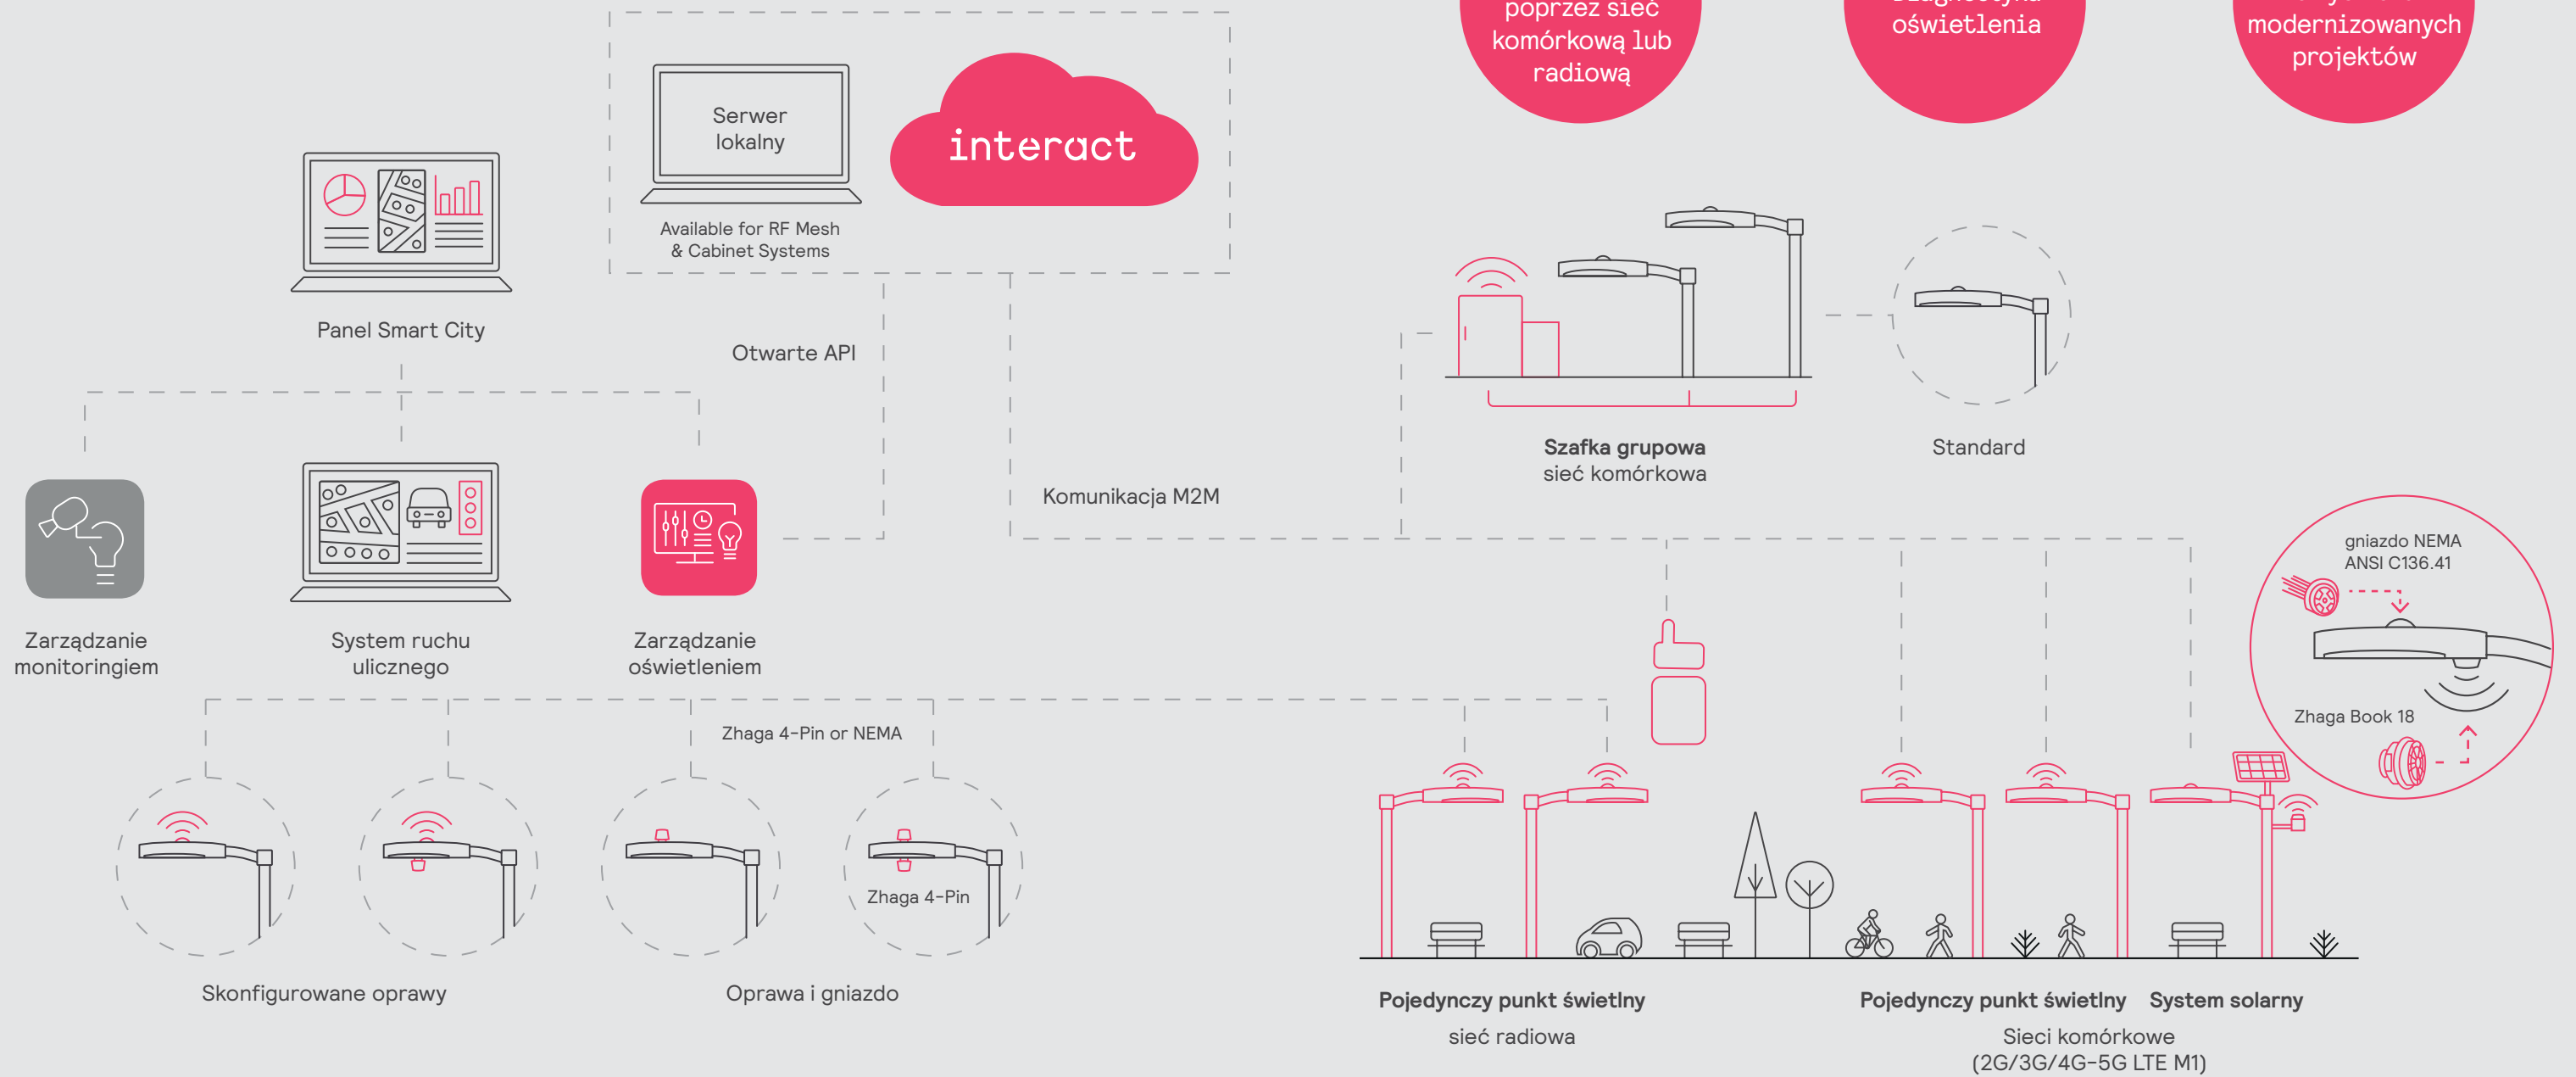 poprzez sieć
komórkową lub
radiową
oświetlenia
modernizowanych
projektów
Serwer
lokalny
interact
Available for RF Mesh
& Cabinet Systems
Panel Smart City
Otwarte API
Komunikacja M2M
Szafka grupowa
sieć komórkowa
Standard
gniazdo NEMA
ANSI C136.41
Zhaga Book 18
Zarządzanie
monitoringiem
System ruchu
ulicznego
Zarządzanie
oświetleniem
Zhaga 4-Pin or NEMA
Zhaga 4-Pin
Skonfigurowane oprawy
Oprawa i gniazdo
Pojedynczy punkt świetlny
sieć radiowa
Pojedynczy punkt świetlny
System solarny
Sieci komórkowe
(2G/3G/4G-5G LTE M1)